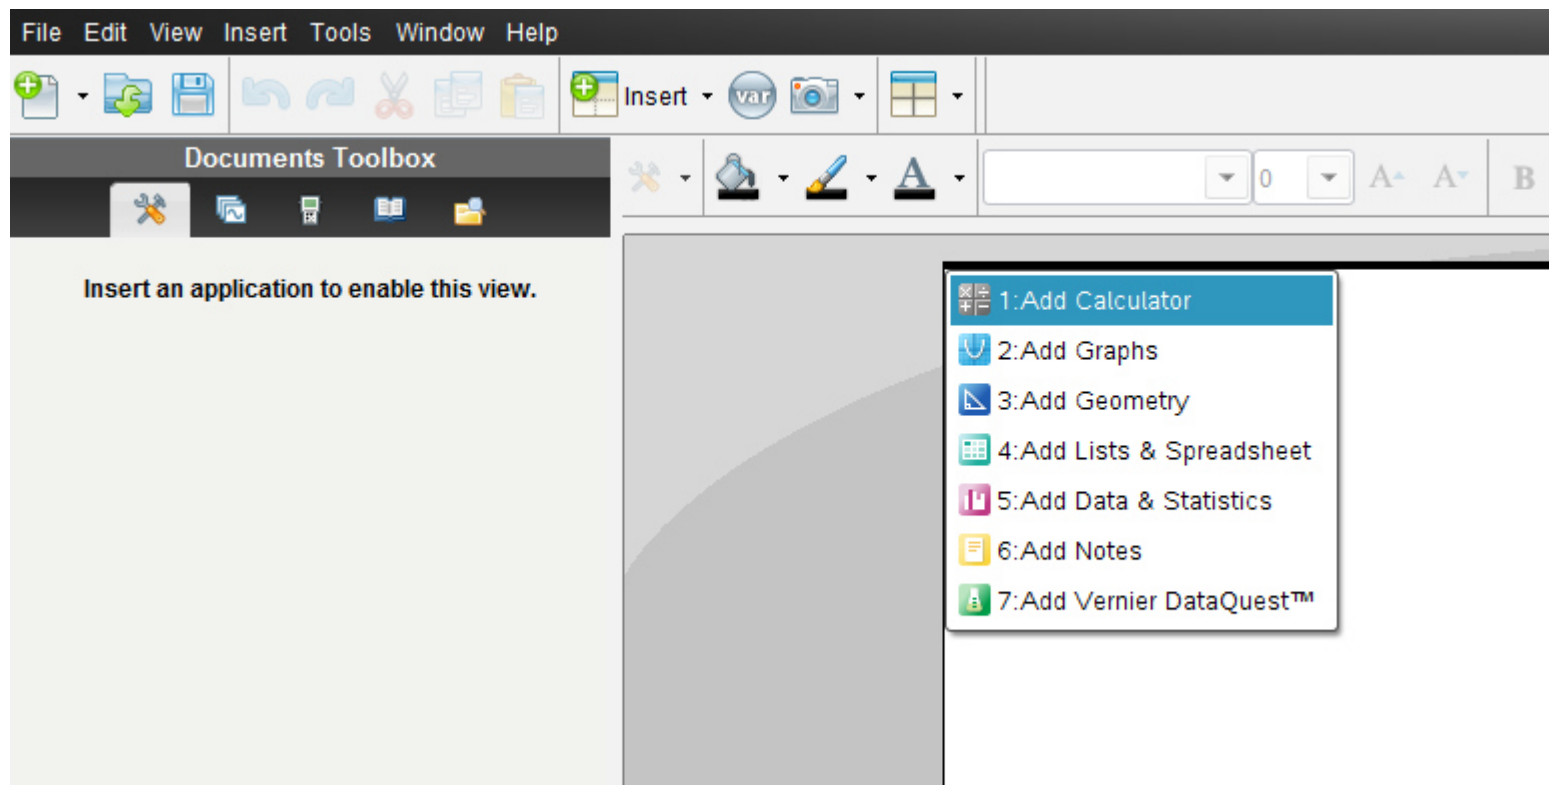 File Edit View Insert Tools Window Help
Insert var
Documents Toolbox
A 0 A A B
Insert an application to enable this view.
1:Add Calculator
2:Add Graphs
3:Add Geometry
4:Add Lists & Spreadsheet
5:Add Data & Statistics
6:Add Notes
7:Add Vernier DataQuest™